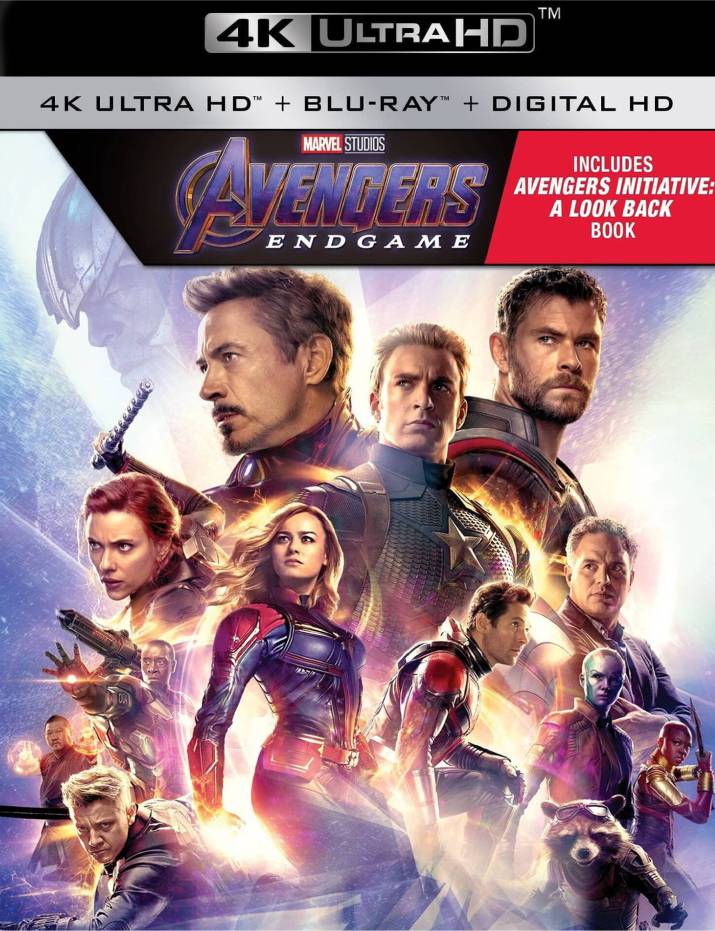 4K ULTRA HD™
4K ULTRA HD™ + BLU-RAY™ + DIGITAL HD
MARVEL STUDIOS
AVENGERS
ENDGAME
INCLUDES
AVENGERS INITIATIVE:
A LOOK BACK
BOOK